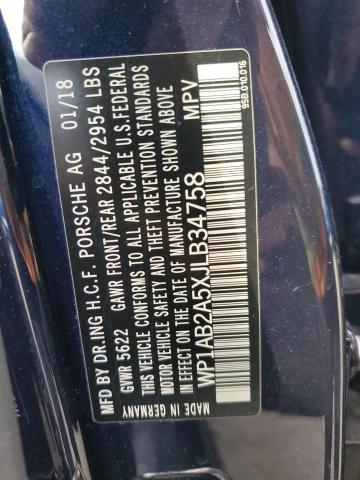 MFD BY DR.ING H.C.F. PORSCHE AG 01/18
GVWR 5622 GAWR FRONT/REAR 2844/2954 LBS
THIS VEHICLE CONFORMS TO ALL APPLICABLE U.S.FEDERAL
MOTOR VEHICLE SAFETY AND THEFT PREVENTION STANDARDS
IN EFFECT ON THE DATE OF MANUFACTURE SHOWN ABOVE
WP1AB2A5XJLB34758 MPV
MADE IN GERMANY
95B.010.016